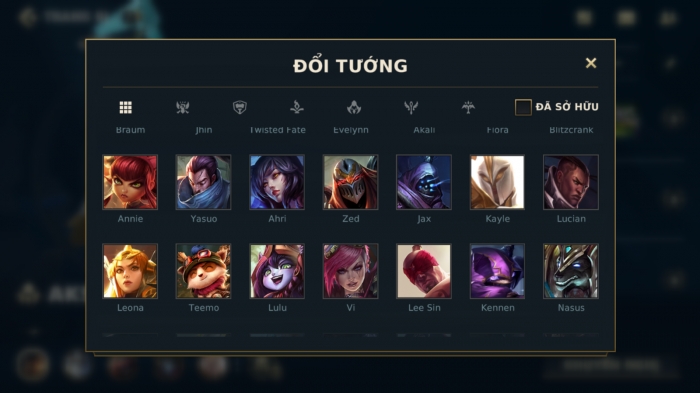 ĐỔI TƯỚNG
ĐÃ SỞ HỮU
Braum Jhin Twisted Fate Evelynn Akali Fiora Blitzcrank
Annie Yasuo Ahri Zed Jax Kayle Lucian
Leona Teemo Lulu Vi Lee Sin Kennen Nasus